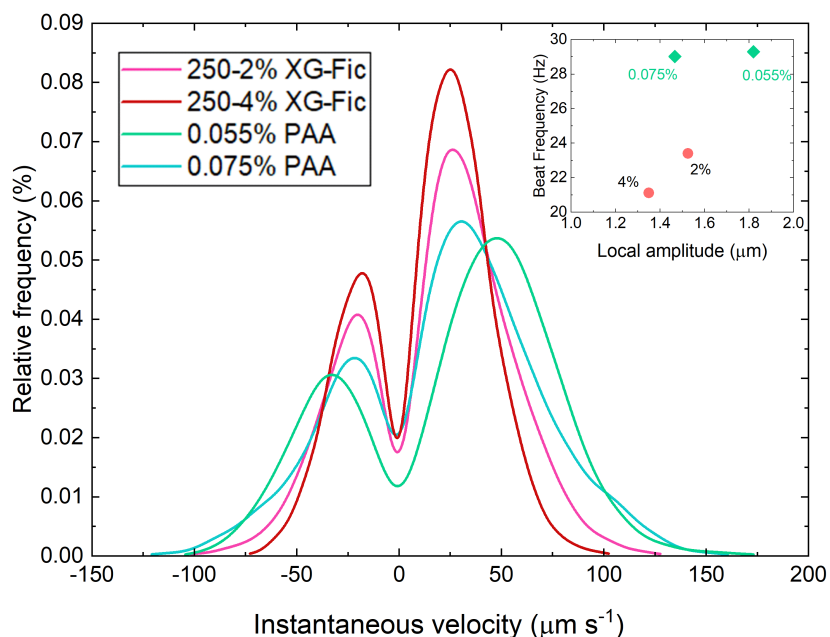 0.09
0.08
0.07
0.06
0.05
0.04
0.03
0.02
0.01
0.00
Relative frequency (%)
250-2% XG-Fic
250-4% XG-Fic
0.055% PAA
0.075% PAA
30
28
26
24
22
20
Beat Frequency (Hz)
0.075%
0.055%
4%
2%
1.0 1.2 1.4 1.6 1.8 2.0
Local amplitude (μm)
-150 -100 -50 0 50 100 150 200
Instantaneous velocity (μm s⁻¹)